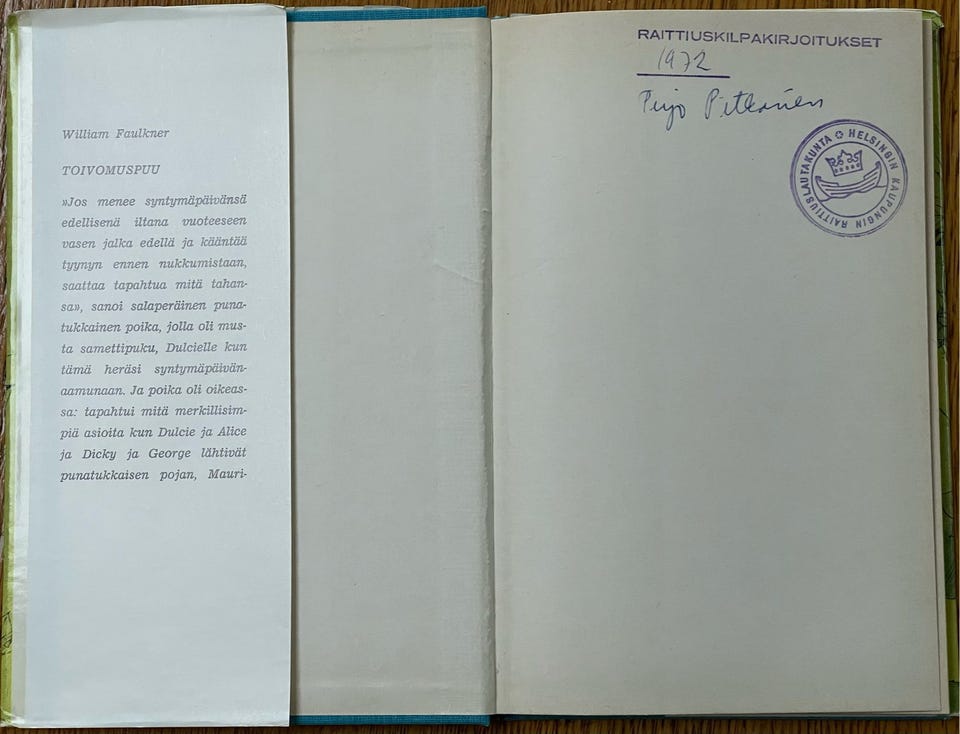 William Faulkner
TOIVOMUSPUU
»Jos menee syntymäpäivänsä
edellisenä iltana vuoteeseen
vasen jalka edellä ja kääntää
tyynyn ennen nukkumistaan,
saattaa tapahtua mitä tahan-
sa», sanoi salaperäinen puna-
tukkainen poika, jolla oli mus-
ta samettipuku, Dulcielle kun
tämä heräsi syntymäpäivän-
aamunaan. Ja poika oli oikeas-
sa: tapahtui mitä merkillisim-
piä asioita kun Dulcie ja Alice
ja Dicky ja George lähtivät
punatukkaisen pojan, Mauri-
RAITTIUSKILPAKIRJOITUKSET
1972
Pitkänen
HELSINGIN KAUPUNGIN RAITTIUSLAUTAKUNTA